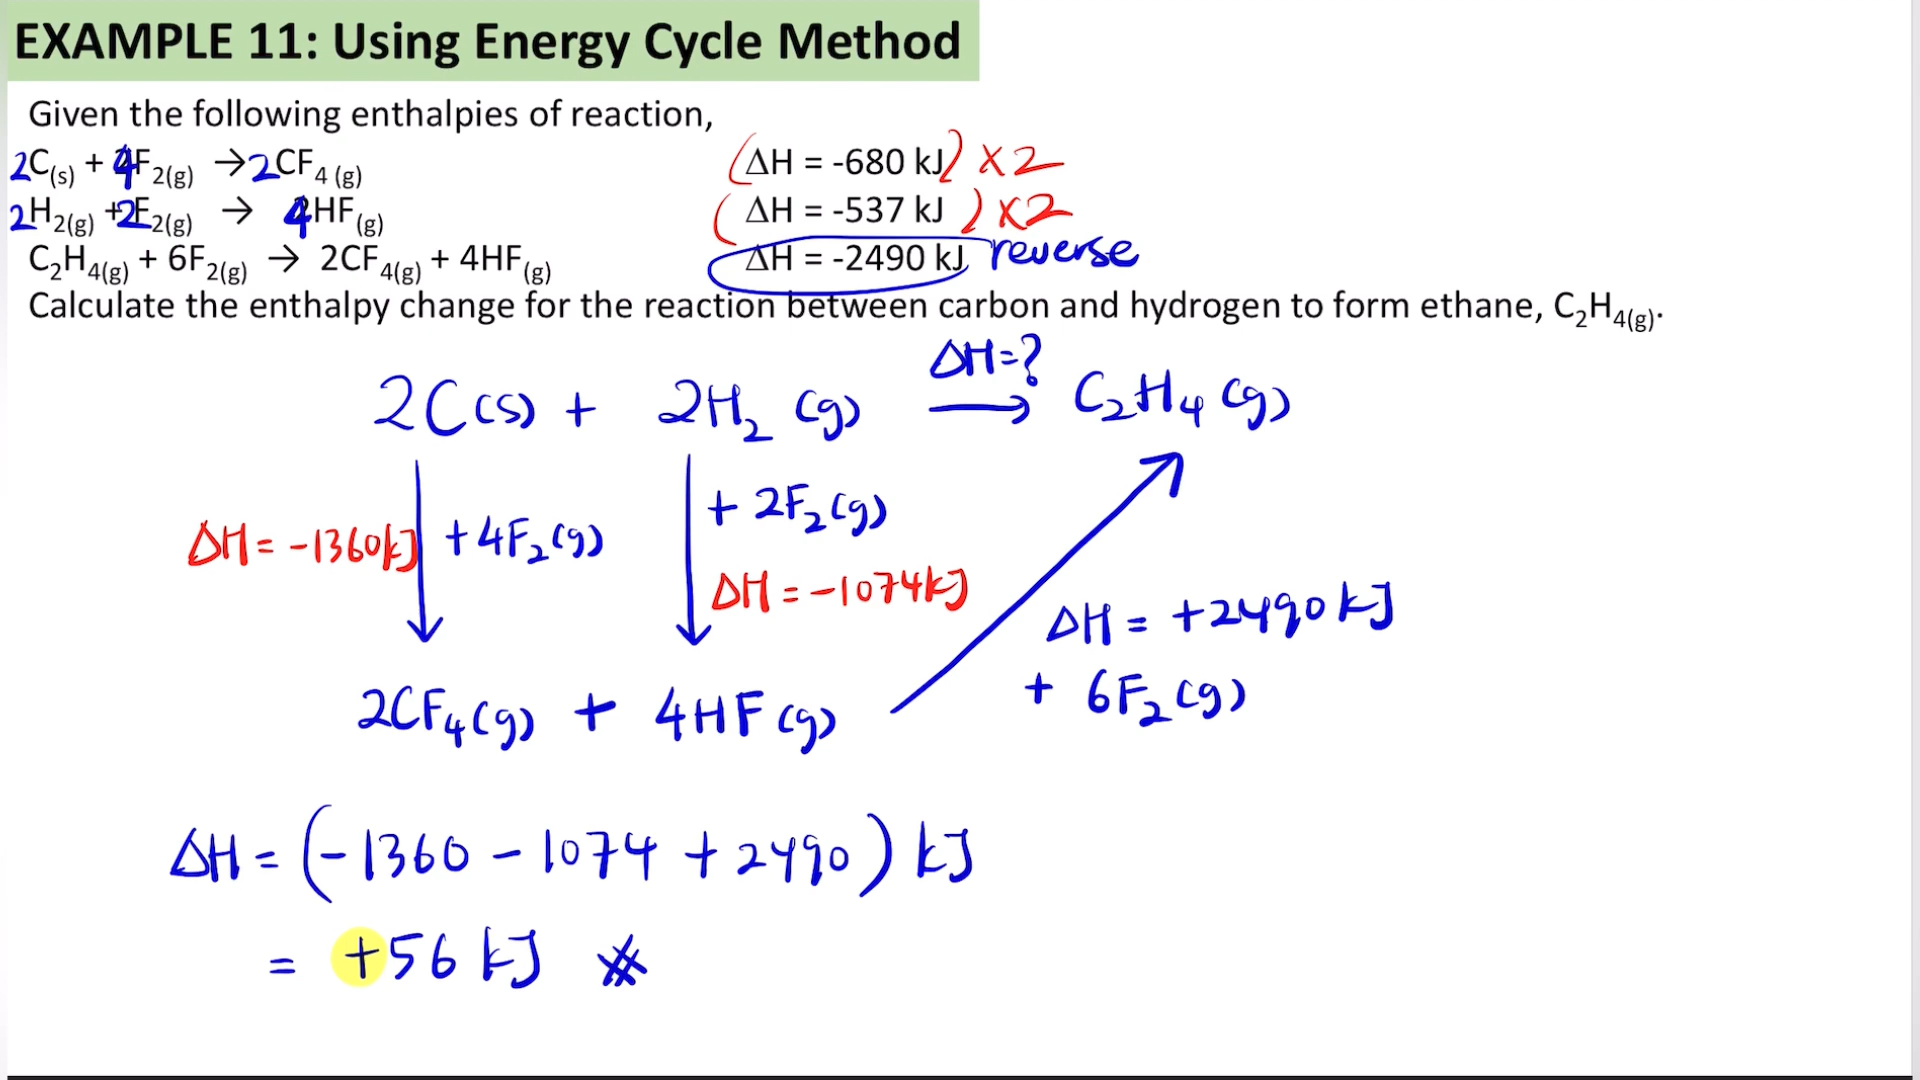 EXAMPLE 11: Using Energy Cycle Method
Given the following enthalpies of reaction,
2C(s) + 4F₂(g) → 2CF₄ (g) (ΔH = -680 kJ) ×2
2H₂(g) + 2F₂(g) → 4HF(g) (ΔH = -537 kJ) ×2
C₂H₄(g) + 6F₂(g) → 2CF₄(g) + 4HF(g) ΔH = -2490 kJ reverse
Calculate the enthalpy change for the reaction between carbon and hydrogen to form ethane, C₂H₄(g).
ΔH=?
2C(s) + 2H₂ (g) → C₂H₄ (g)
+ 2F₂(g)
ΔH = -1360kJ +4F₂(g)
ΔH = -1074kJ
ΔH = +2490 kJ
+ 6F₂(g)
2CF₄(g) + 4HF(g)
ΔH = (-1360 - 1074 + 2490) kJ
= +56 kJ